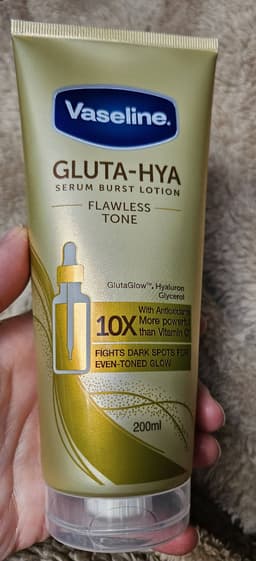 Vaseline.
GLUTA-HYA
SERUM BURST LOTION
FLAWLESS
TONE
GlutaGlow™, Hyaluron
Glycerol
10X
With Antioxidants
More powerful
than Vitamin C
FIGHTS DARK SPOTS FOR
EVEN-TONED GLOW
200ml